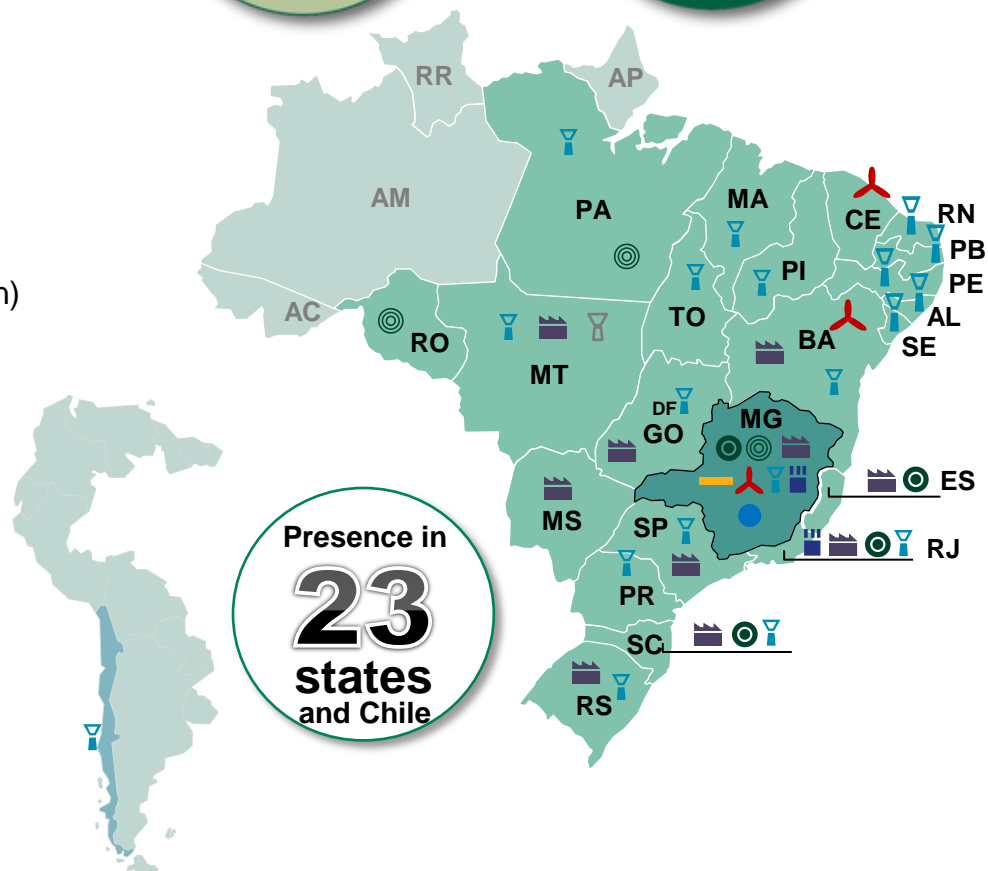 RR
AP
AM
PA
MA
CE
RN
PB
PI
PE
n)
AC
TO
AL
RO
BA
SE
MT
DF
MG
GO
ES
MS
SP
Presence in
RJ
23
PR
SC
states
RS
and Chile